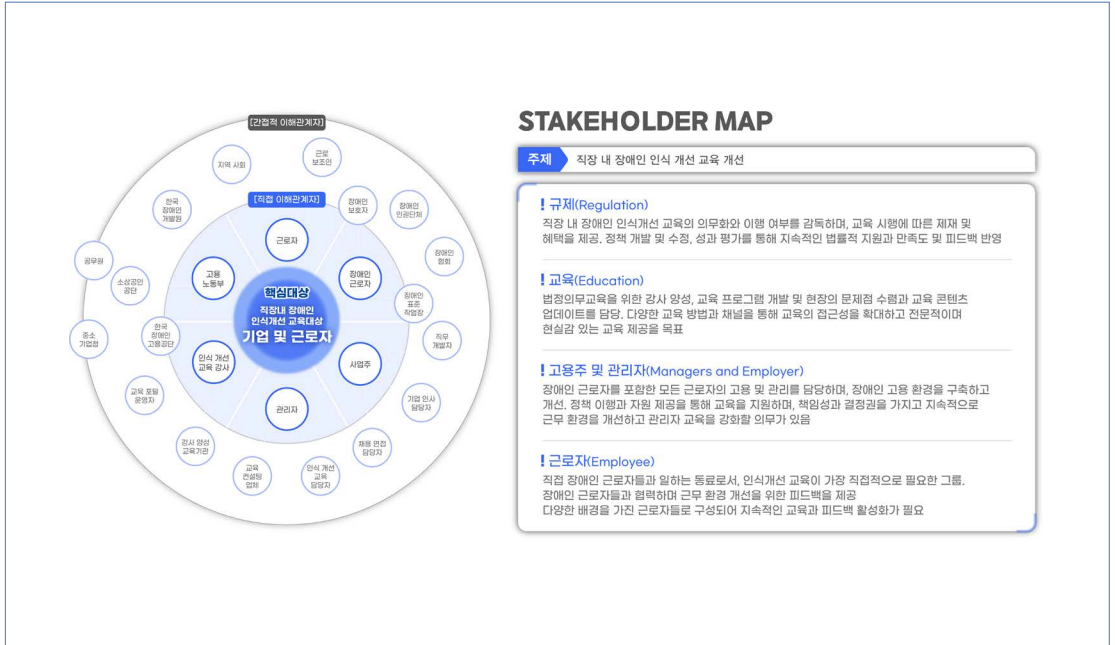 [간접적 이해관계자]
지역 사회
근로
보조인
한국
장애인
개발원
[직접 이해관계자]
장애인
보호자
장애인
인권단체
공무원
소상공인
공단
고용
노동부
근로자
장애인
근로자
장애인
협회
장애인
표준
작업장
핵심대상
직장내 장애인
인식개선 교육대상
기업 및 근로자
중소
기업청
한국
장애인
고용공단
인식 개선
교육 강사
사업주
직무
개발자
관리자
교육 포털
운영자
기업 인사
담당자
강사 양성
교육기관
채용 면접
담당자
교육
컨설팅
업체
인식 개선
교육
담당자
STAKEHOLDER MAP
주제
직장 내 장애인 인식 개선 교육 개선
! 규제(Regulation)
직장 내 장애인 인식개선 교육의 의무화와 이행 여부를 감독하며, 교육 시행에 따른 제재 및
혜택을 제공. 정책 개발 및 수정, 성과 평가를 통해 지속적인 법률적 지원과 만족도 및 피드백 반영
! 교육(Education)
법정의무교육을 위한 강사 양성, 교육 프로그램 개발 및 현장의 문제점 수렴과 교육 콘텐츠
업데이트를 담당. 다양한 교육 방법과 채널을 통해 교육의 접근성을 확대하고 전문적이며
현실감 있는 교육 제공을 목표
! 고용주 및 관리자(Managers and Employer)
장애인 근로자를 포함한 모든 근로자의 고용 및 관리를 담당하며, 장애인 고용 환경을 구축하고
개선. 정책 이행과 자원 제공을 통해 교육을 지원하며, 책임성과 결정권을 가지고 지속적으로
근무 환경을 개선하고 관리자 교육을 강화할 의무가 있음
! 근로자(Employee)
직접 장애인 근로자들과 일하는 동료로서, 인식개선 교육이 가장 직접적으로 필요한 그룹.
장애인 근로자들과 협력하며 근무 환경 개선을 위한 피드백을 제공
다양한 배경을 가진 근로자들로 구성되어 지속적인 교육과 피드백 활성화가 필요